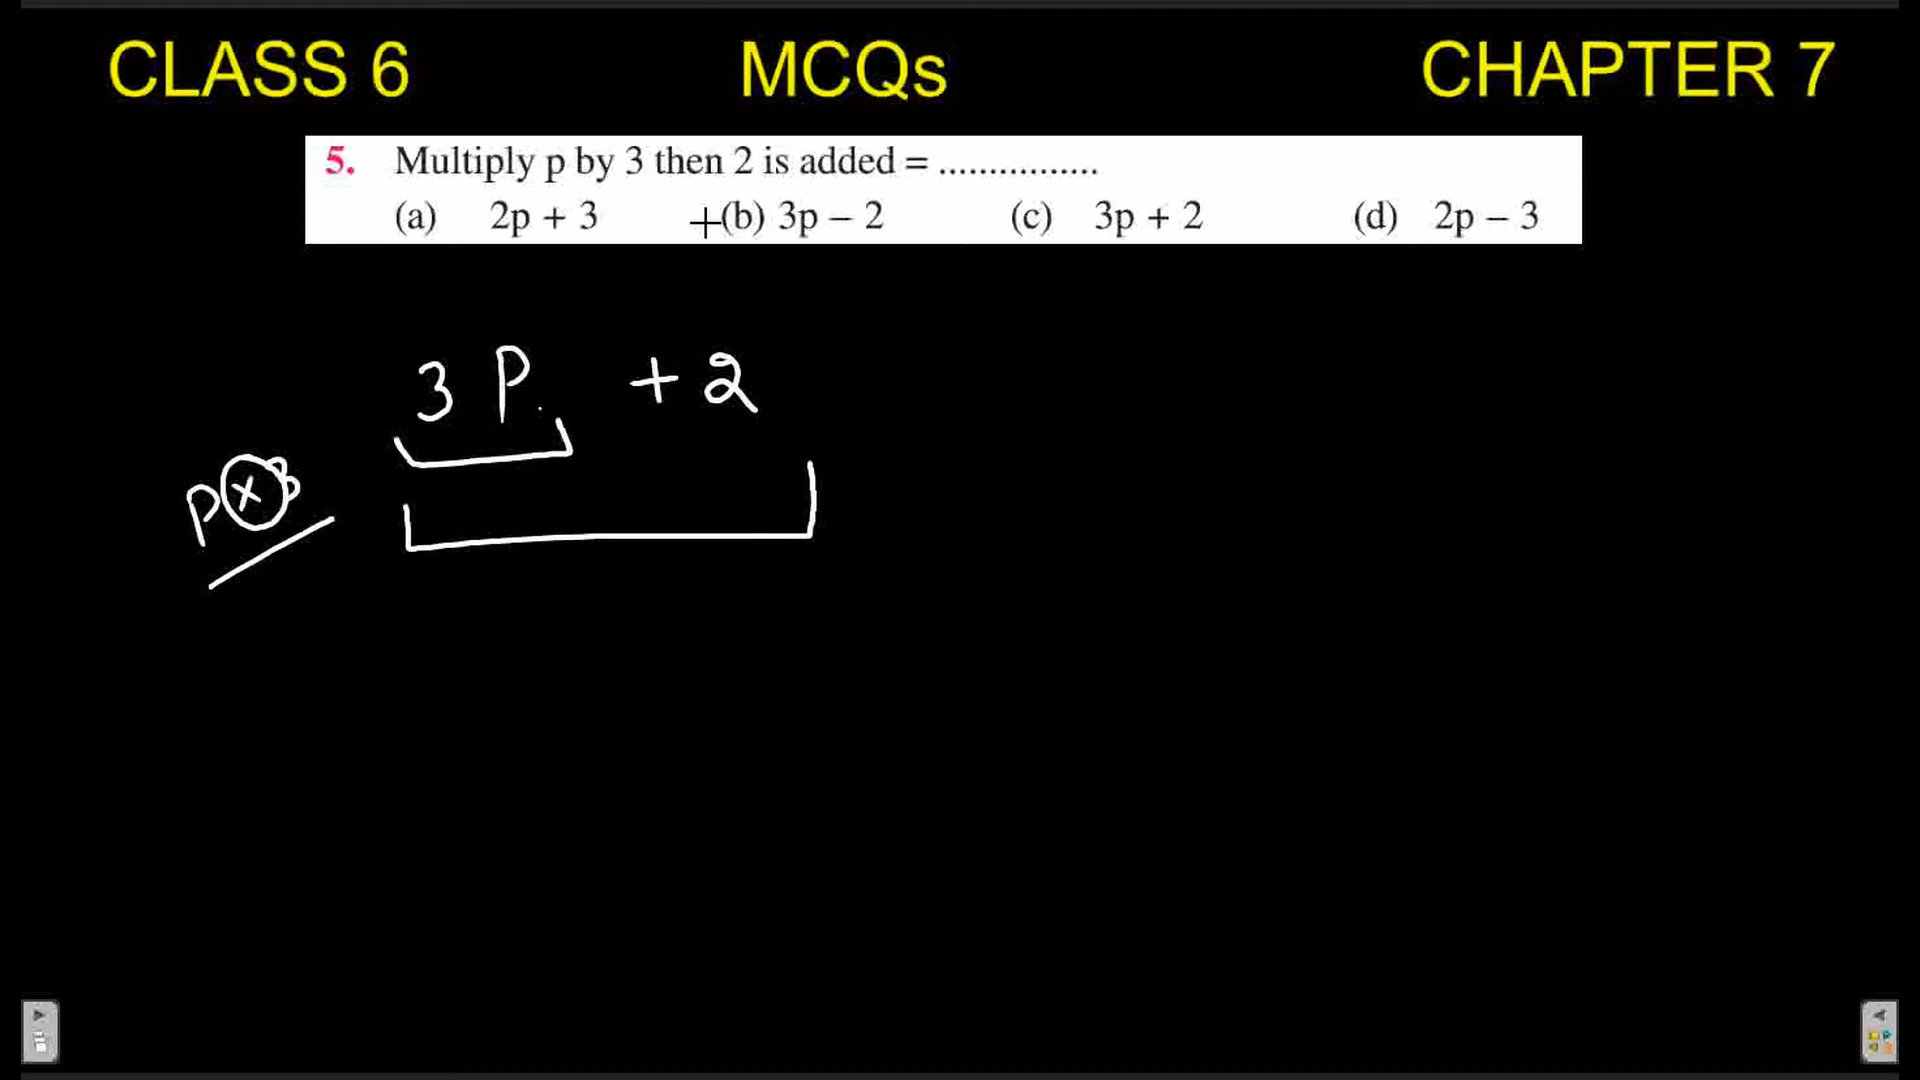 CLASS 6 MCQs CHAPTER 7
5. Multiply p by 3 then 2 is added = ................
(a) 2p + 3 (b) 3p – 2 (c) 3p + 2 (d) 2p – 3
3 P + 2
p × 3